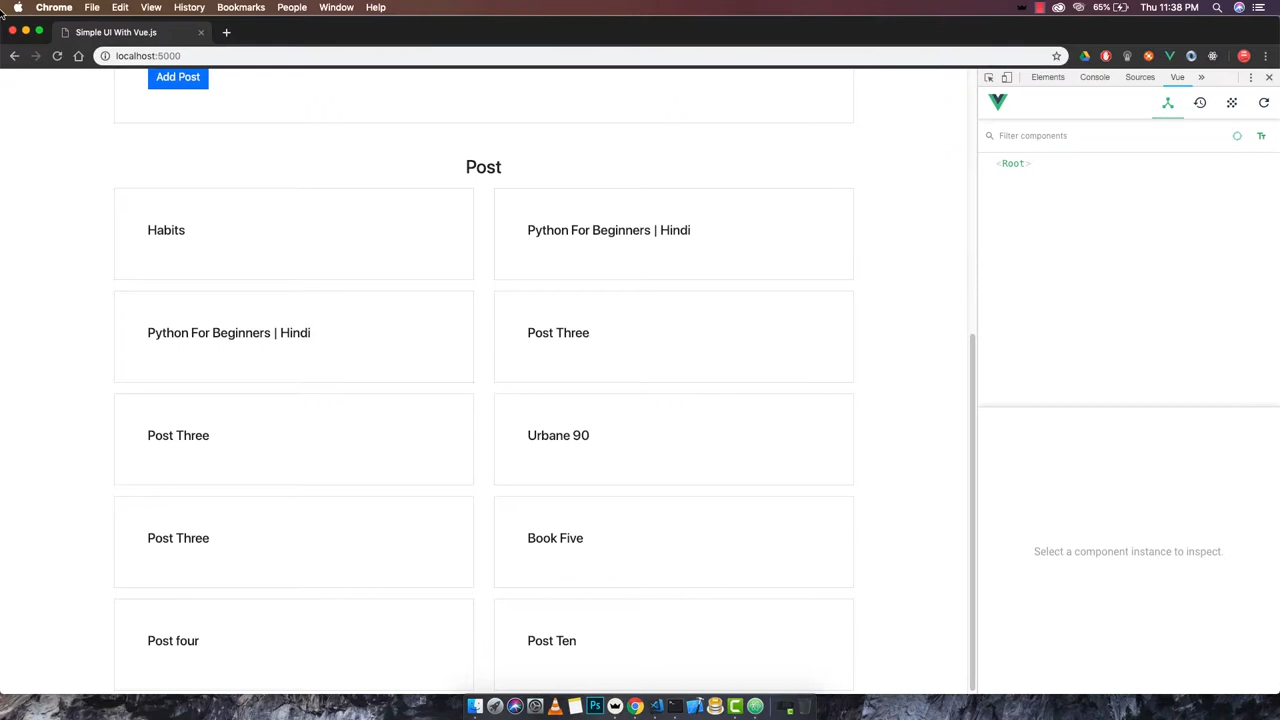 Chrome File Edit View History Bookmarks People Window Help 65% Thu 11:38 PM
Simple UI With Vue.js
localhost:5000
Add Post
Elements Console Sources Vue
Filter components
<Root>
Post
Habits
Python For Beginners | Hindi
Python For Beginners | Hindi
Post Three
Post Three
Urbane 90
Post Three
Book Five
Post four
Post Ten
Select a component instance to inspect.